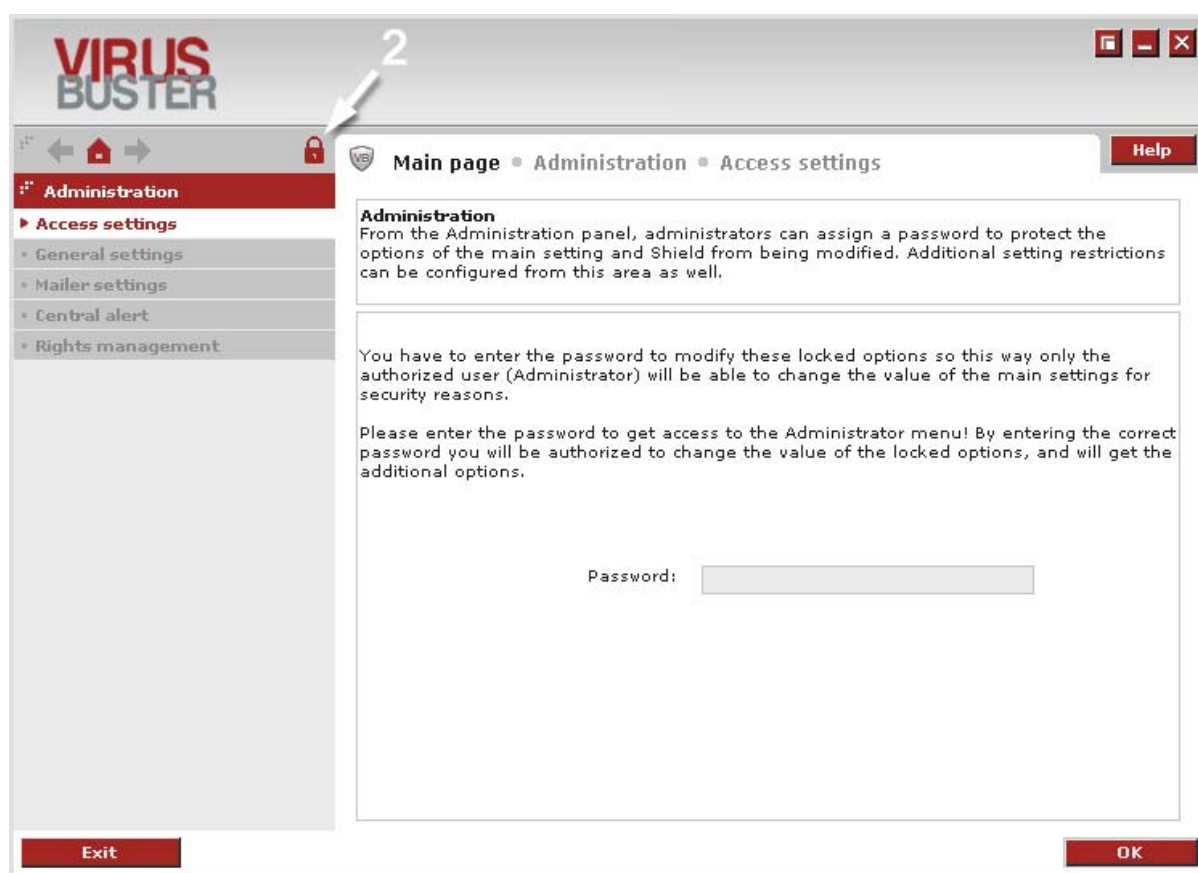 VIRUS
BUSTER
2
Main page • Administration • Access settings
Help
Administration
Access settings
General settings
Mailer settings
Central alert
Rights management
Administration
From the Administration panel, administrators can assign a password to protect the
options of the main setting and Shield from being modified. Additional setting restrictions
can be configured from this area as well.
You have to enter the password to modify these locked options so this way only the
authorized user (Administrator) will be able to change the value of the main settings for
security reasons.
Please enter the password to get access to the Administrator menu! By entering the correct
password you will be authorized to change the value of the locked options, and will get the
additional options.
Password:
Exit
OK